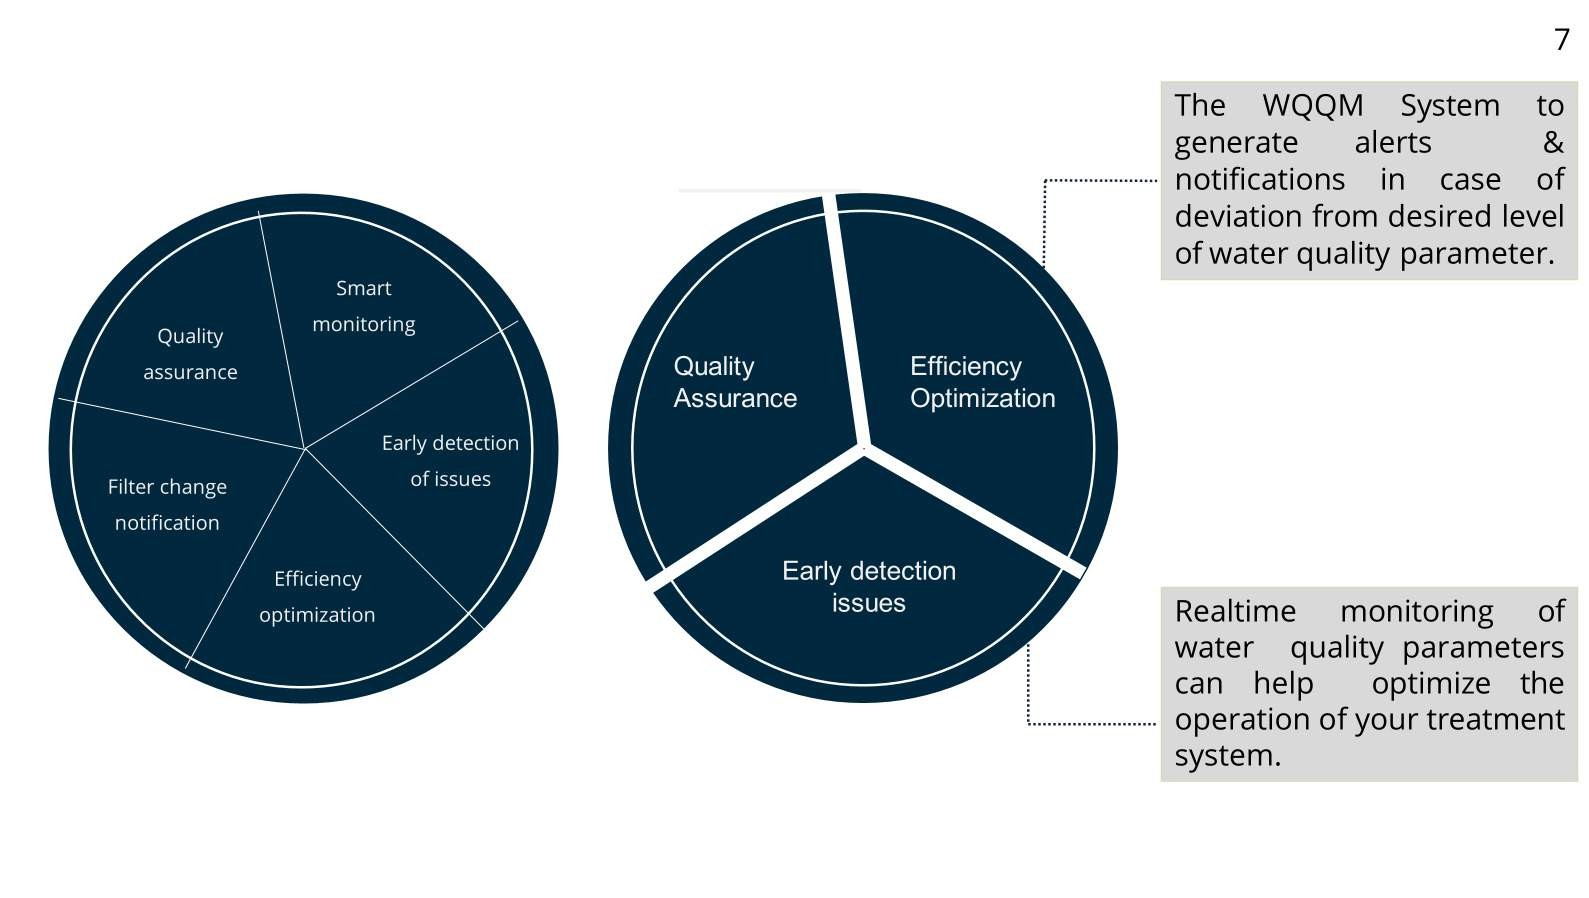 7
Smart
monitoring
Quality
assurance
Early detection
of issues
Filter change
notification
Efficiency
optimization
Quality
Assurance
Efficiency
Optimization
Early detection
issues
The WQQM System to
generate alerts &
notifications in case of
deviation from desired level
of water quality parameter.
Realtime monitoring of
water quality parameters
can help optimize the
operation of your treatment
system.